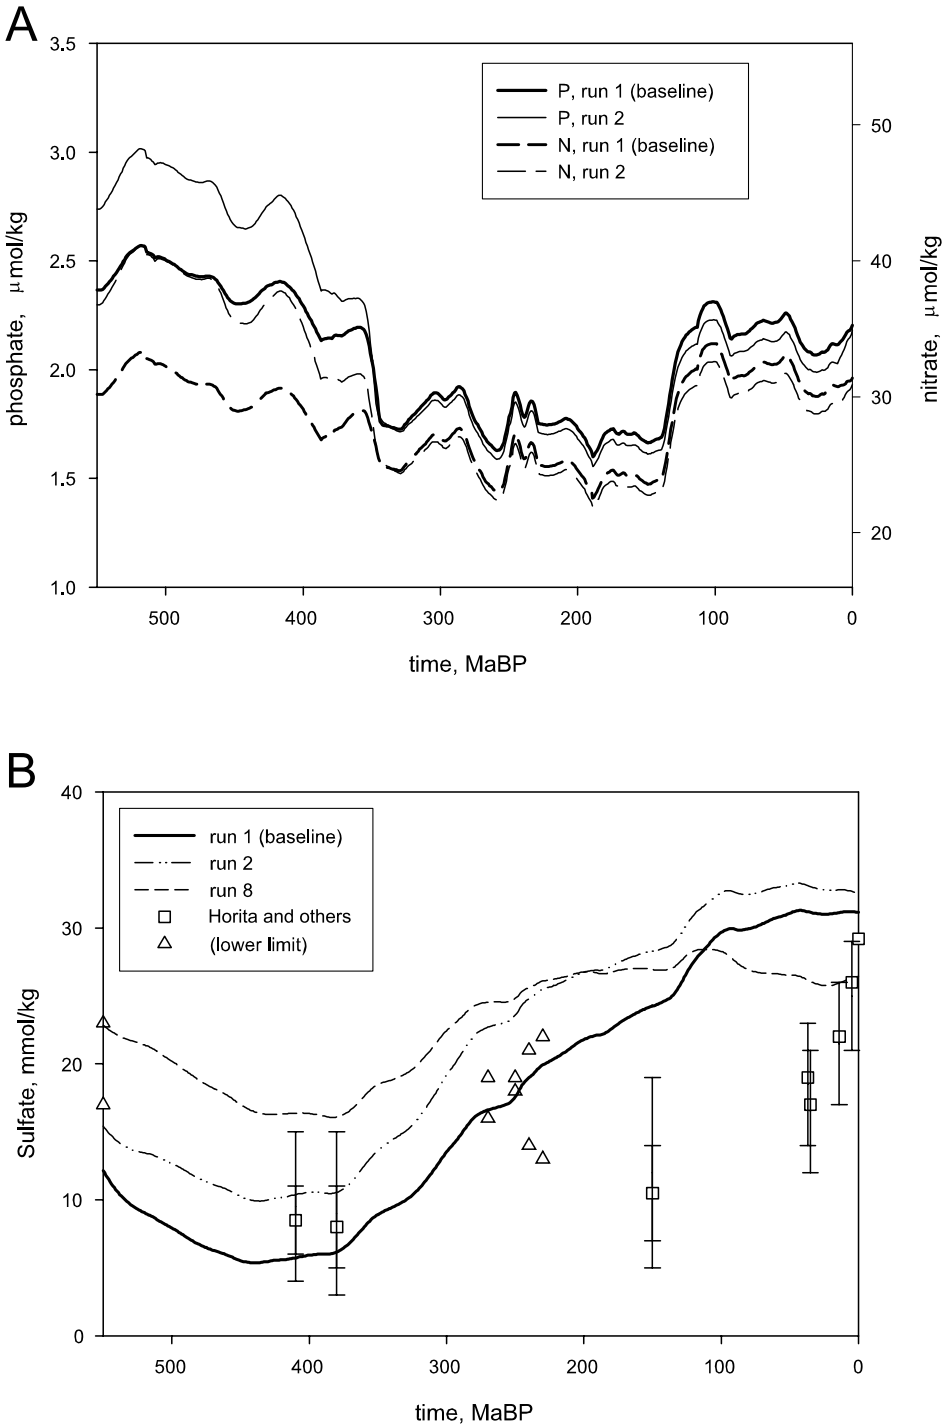 A
3.5
3.0
2.5
2.0
1.5
1.0
phosphate, μmol/kg
P, run 1 (baseline)
P, run 2
N, run 1 (baseline)
N, run 2
50
40
30
20
nitrate, μmol/kg
500 400 300 200 100 0
time, MaBP
B
40
30
20
10
0
Sulfate, mmol/kg
run 1 (baseline)
run 2
run 8
Horita and others
(lower limit)
500 400 300 200 100 0
time, MaBP